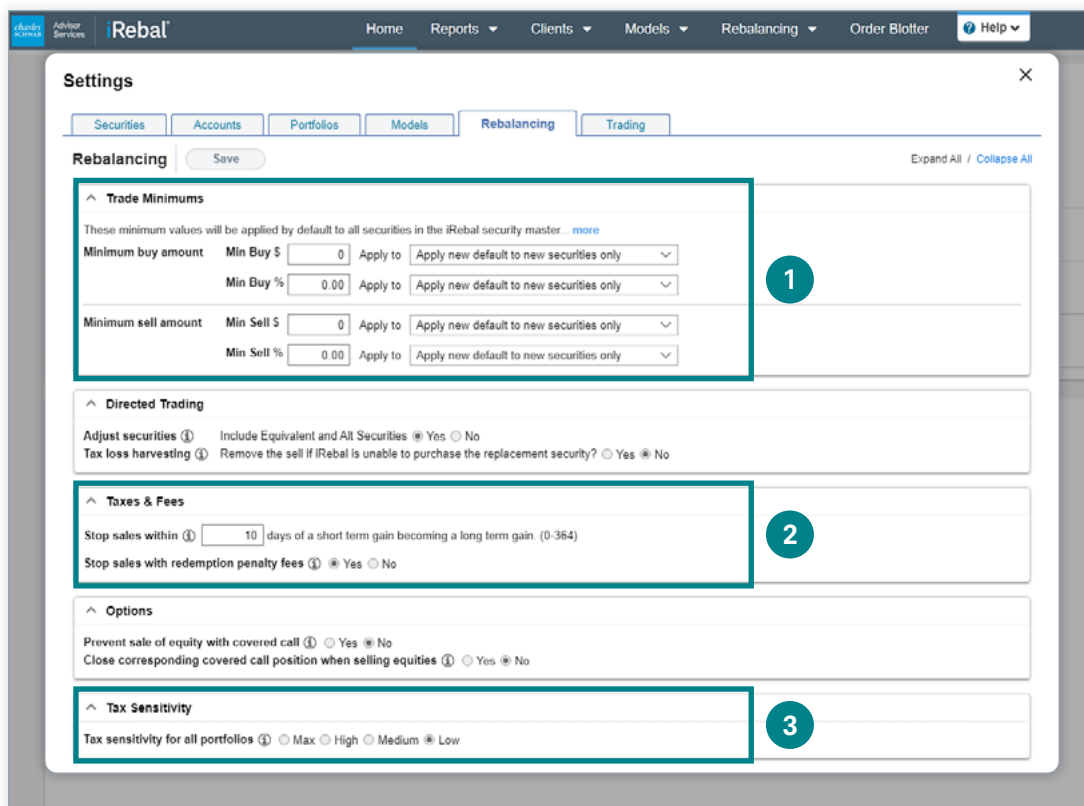 charles SCHWAB Advisor Services iRebal® Home Reports Clients Models Rebalancing Order Blotter ? Help
Settings
Securities Accounts Portfolios Models Rebalancing Trading
Rebalancing Save Expand All / Collapse All
Trade Minimums
These minimum values will be applied by default to all securities in the iRebal security master... more
Minimum buy amount Min Buy $ 0 Apply to Apply new default to new securities only
Min Buy % 0.00 Apply to Apply new default to new securities only
1
Minimum sell amount Min Sell $ 0 Apply to Apply new default to new securities only
Min Sell % 0.00 Apply to Apply new default to new securities only
Directed Trading
Adjust securities Include Equivalent and Alt Securities Yes No
Tax loss harvesting Remove the sell if iRebal is unable to purchase the replacement security? Yes No
Taxes & Fees
Stop sales within 10 days of a short term gain becoming a long term gain. (0-364)
2
Stop sales with redemption penalty fees Yes No
Options
Prevent sale of equity with covered call Yes No
Close corresponding covered call position when selling equities Yes No
Tax Sensitivity
3
Tax sensitivity for all portfolios Max High Medium Low